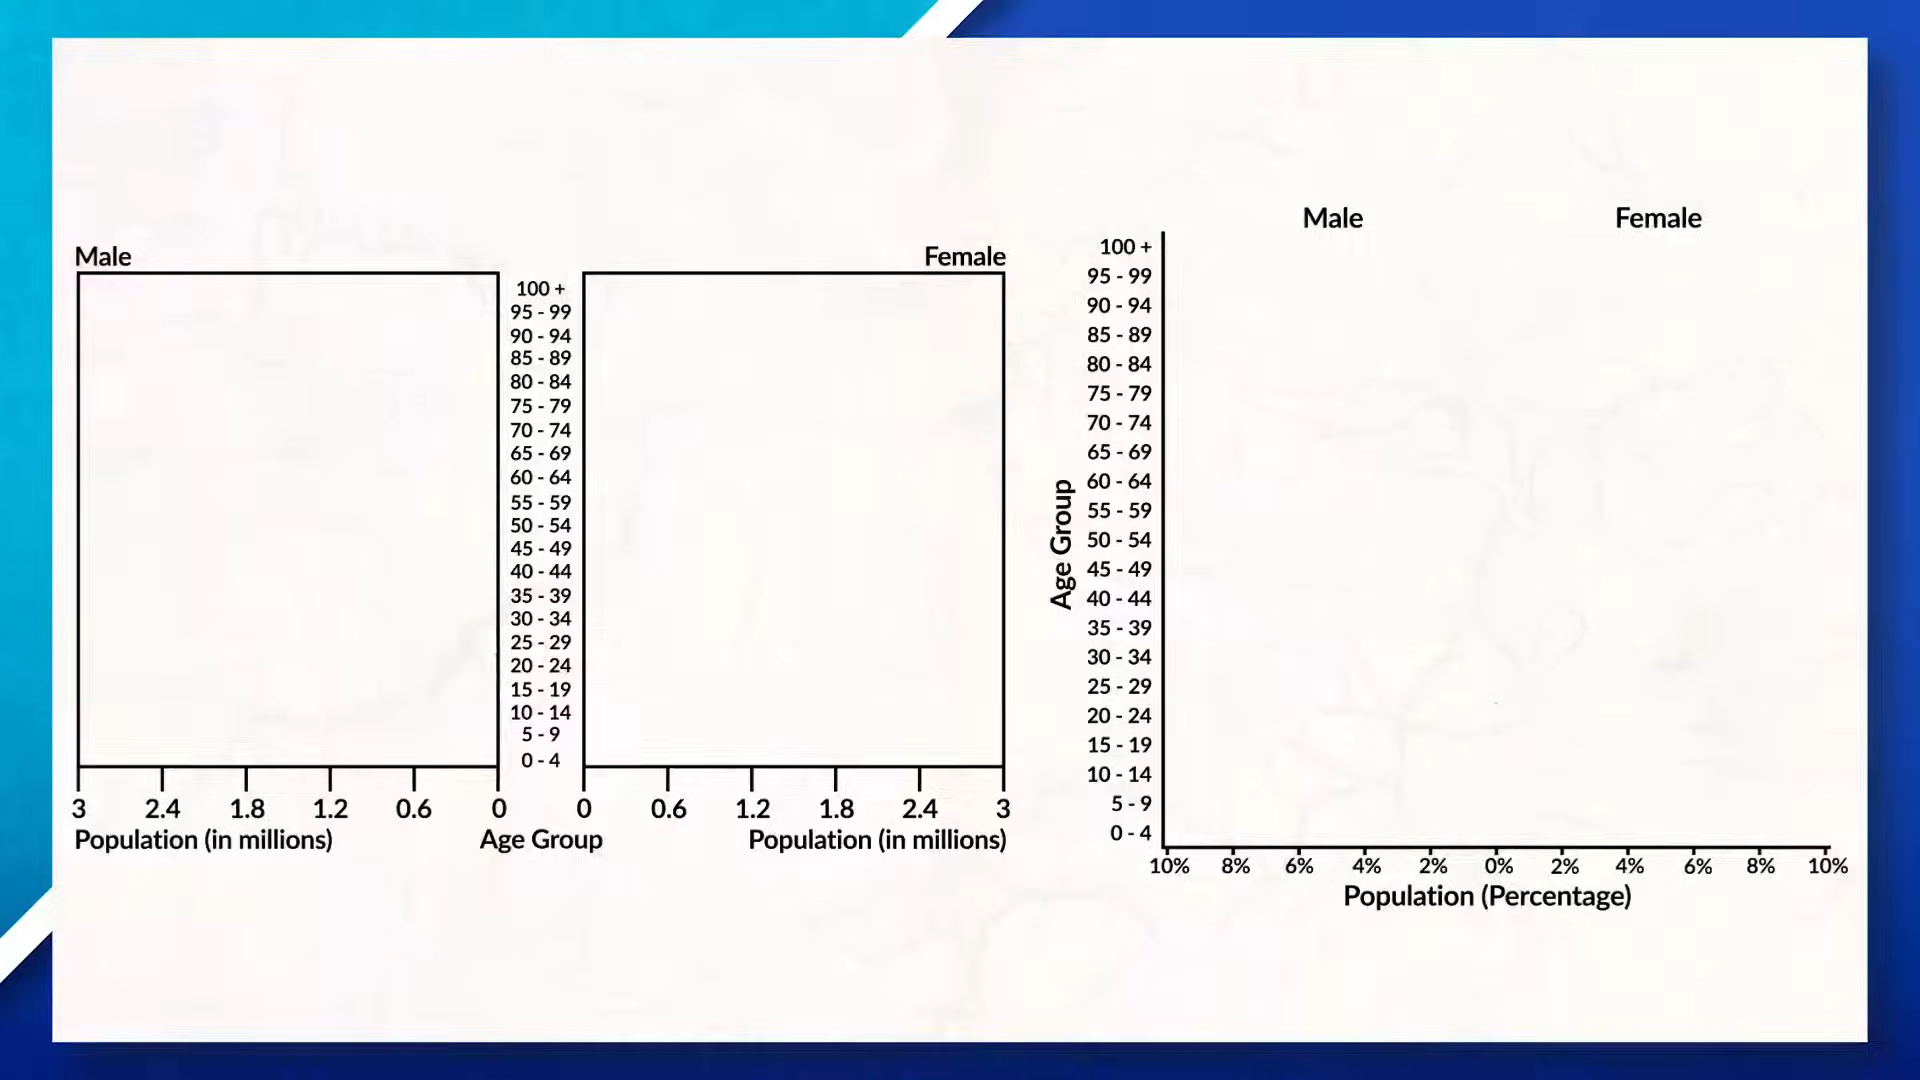 Male
Female
100 +
95 - 99
90 - 94
85 - 89
80 - 84
75 - 79
70 - 74
65 - 69
60 - 64
55 - 59
50 - 54
45 - 49
40 - 44
35 - 39
30 - 34
25 - 29
20 - 24
15 - 19
10 - 14
5 - 9
0 - 4
3 2.4 1.8 1.2 0.6 0 0 0.6 1.2 1.8 2.4 3
Population (in millions) Age Group Population (in millions)
Male Female
Age Group
100 +
95 - 99
90 - 94
85 - 89
80 - 84
75 - 79
70 - 74
65 - 69
60 - 64
55 - 59
50 - 54
45 - 49
40 - 44
35 - 39
30 - 34
25 - 29
20 - 24
15 - 19
10 - 14
5 - 9
0 - 4
10% 8% 6% 4% 2% 0% 2% 4% 6% 8% 10%
Population (Percentage)